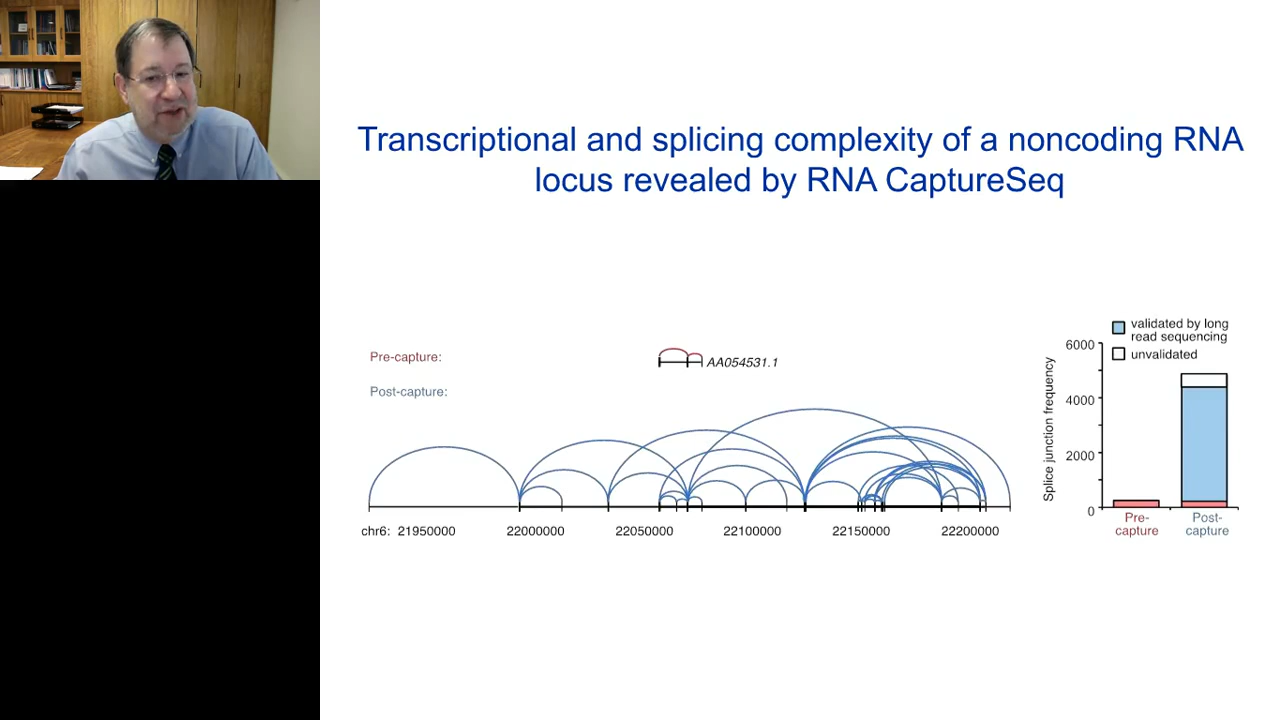 Transcriptional and splicing complexity of a noncoding RNA
locus revealed by RNA CaptureSeq
Pre-capture:
AA054531.1
Post-capture:
chr6: 21950000 22000000 22050000 22100000 22150000 22200000
validated by long
read sequencing
unvalidated
Splice junction frequency
6000
4000
2000
0
Pre-
capture
Post-
capture